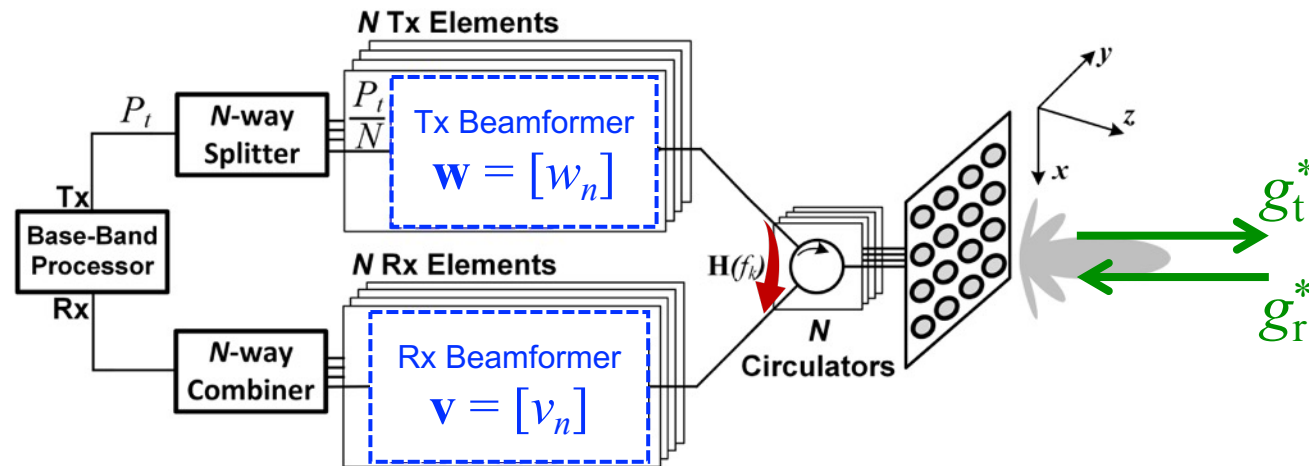 N Tx Elements
P_t
N-way
Splitter
P_t
N
Tx Beamformer
w = [w_n]
Tx
Base-Band
Processor
Rx
N Rx Elements
N-way
Combiner
Rx Beamformer
v = [v_n]
H(f_k)
N
Circulators
y
z
x
g_t^*
g_r^*